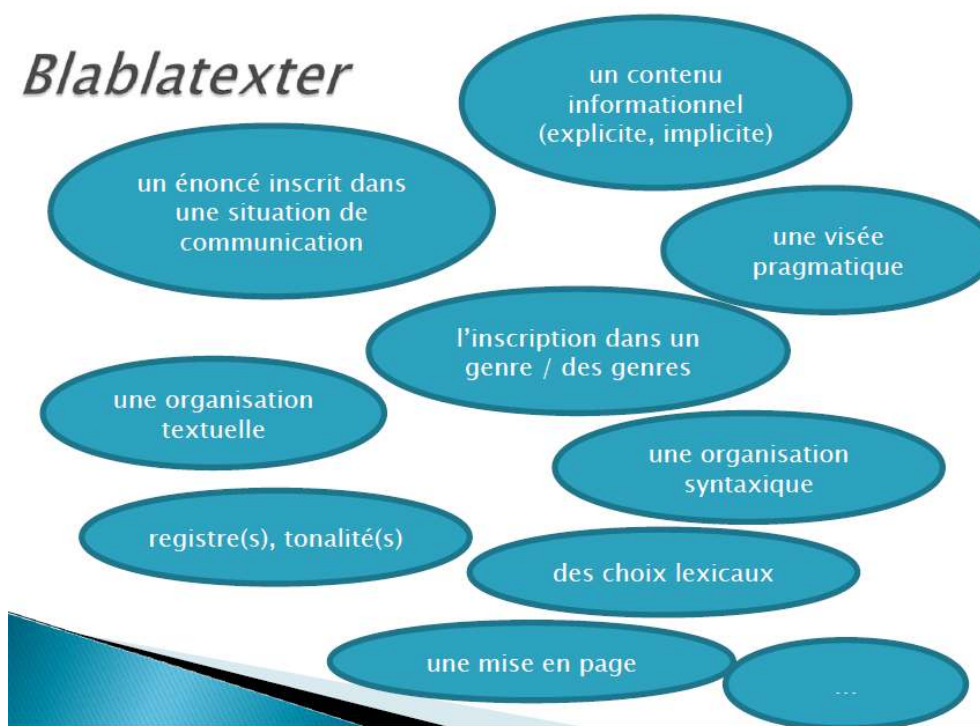 Blablatexter
un contenu
informationnel
(explicite, implicite)
un énoncé inscrit dans
une situation de
communication
une visée
pragmatique
l'inscription dans un
genre / des genres
une organisation
textuelle
une organisation
syntaxique
registre(s), tonalité(s)
des choix lexicaux
une mise en page
...